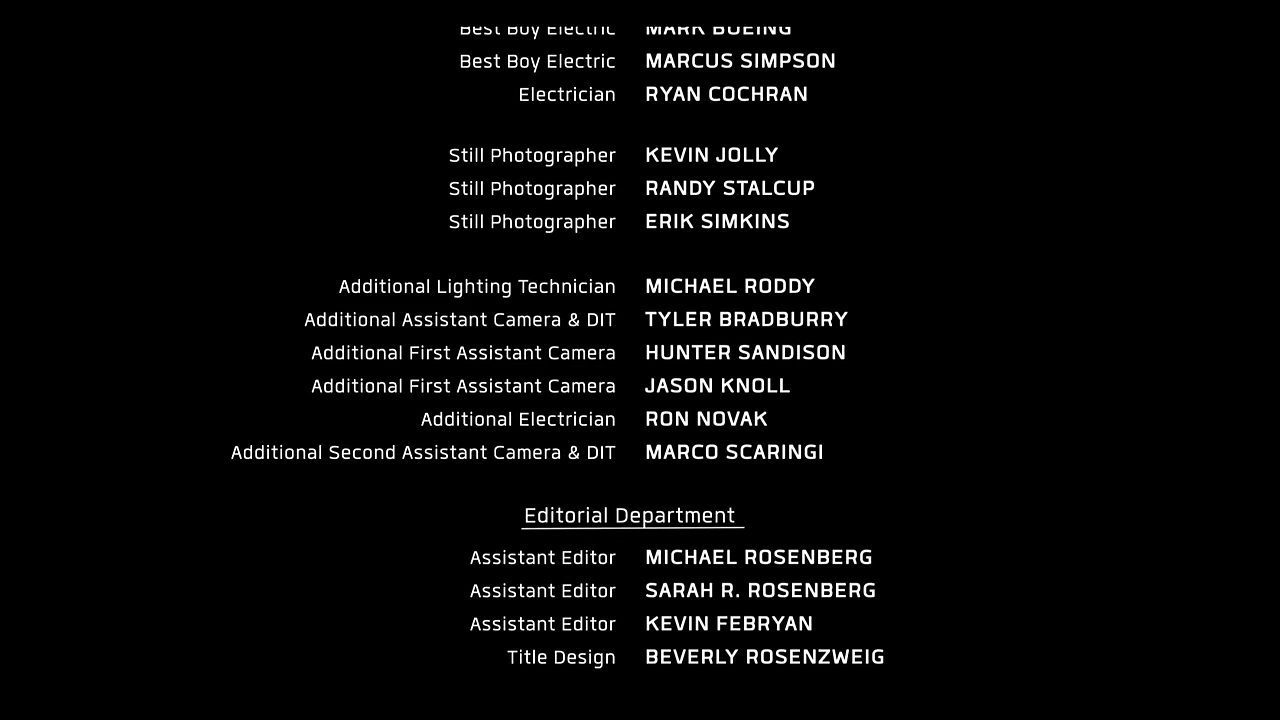 Best Boy Electric MARK BOEING
Best Boy Electric MARCUS SIMPSON
Electrician RYAN COCHRAN
Still Photographer KEVIN JOLLY
Still Photographer RANDY STALCUP
Still Photographer ERIK SIMKINS
Additional Lighting Technician MICHAEL RODDY
Additional Assistant Camera & DIT TYLER BRADBURRY
Additional First Assistant Camera HUNTER SANDISON
Additional First Assistant Camera JASON KNOLL
Additional Electrician RON NOVAK
Additional Second Assistant Camera & DIT MARCO SCARINGI
Editorial Department
Assistant Editor MICHAEL ROSENBERG
Assistant Editor SARAH R. ROSENBERG
Assistant Editor KEVIN FEBRYAN
Title Design BEVERLY ROSENZWEIG